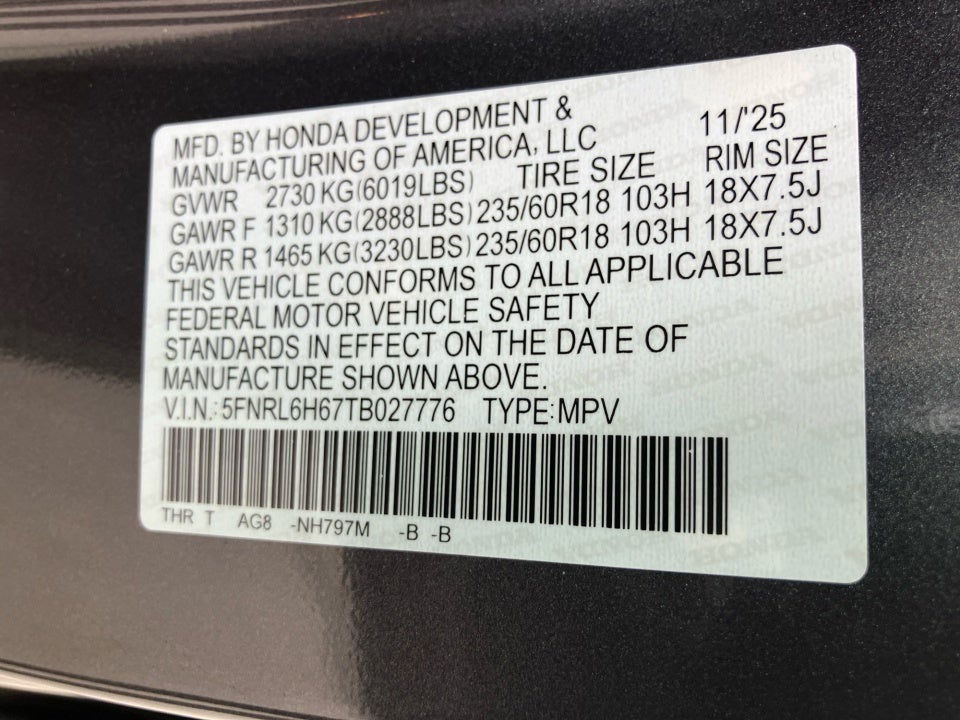 MFD. BY HONDA DEVELOPMENT & 11/'25
MANUFACTURING OF AMERICA, LLC
GVWR 2730 KG(6019LBS) TIRE SIZE RIM SIZE
GAWR F 1310 KG(2888LBS) 235/60R18 103H 18X7.5J
GAWR R 1465 KG(3230LBS) 235/60R18 103H 18X7.5J
THIS VEHICLE CONFORMS TO ALL APPLICABLE
FEDERAL MOTOR VEHICLE SAFETY
STANDARDS IN EFFECT ON THE DATE OF
MANUFACTURE SHOWN ABOVE.
V.I.N.: 5FNRL6H67TB027776 TYPE:MPV
THR T AG8 -NH797M -B -B